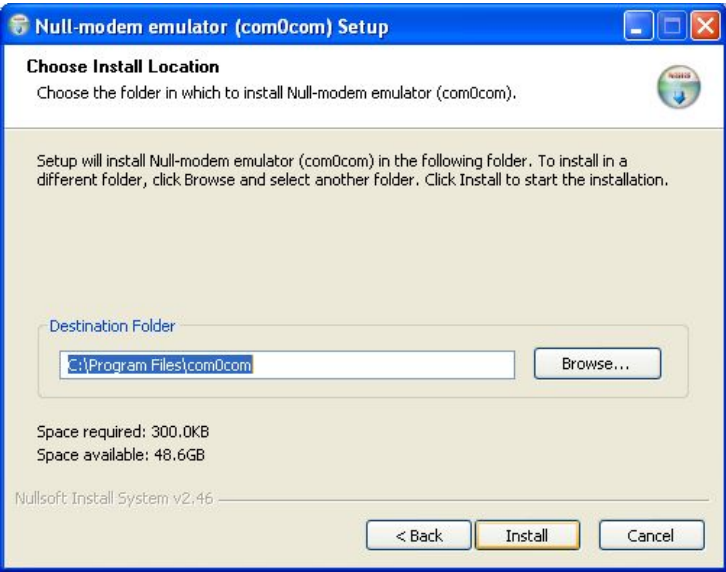 Null-modem emulator (com0com) Setup
Choose Install Location
Choose the folder in which to install Null-modem emulator (com0com).
Setup will install Null-modem emulator (com0com) in the following folder. To install in a
different folder, click Browse and select another folder. Click Install to start the installation.
Destination Folder
C:\Program Files\com0com
Browse...
Space required: 300.0KB
Space available: 48.6GB
Nullsoft Install System v2.46
< Back
Install
Cancel